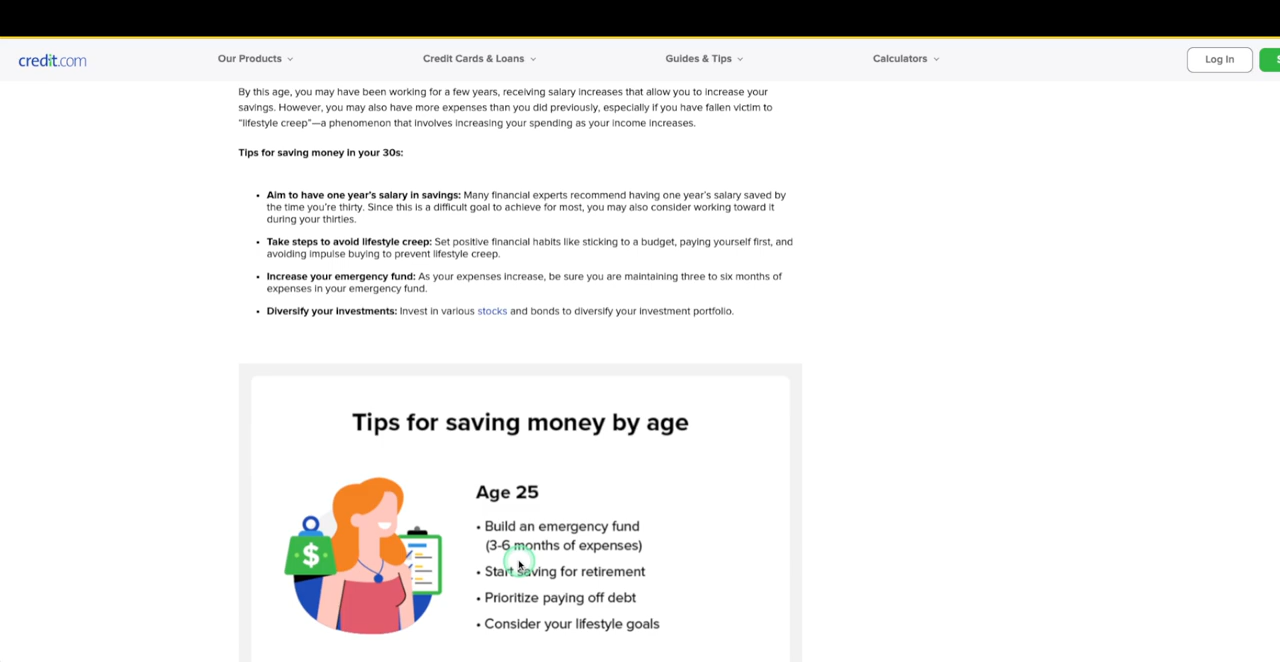 credit.com
Our Products
Credit Cards & Loans
Guides & Tips
Calculators
Log In
By this age, you may have been working for a few years, receiving salary increases that allow you to increase your
savings. However, you may also have more expenses than you did previously, especially if you have fallen victim to
“lifestyle creep”—a phenomenon that involves increasing your spending as your income increases.
Tips for saving money in your 30s:
• Aim to have one year’s salary in savings: Many financial experts recommend having one year’s salary saved by
the time you’re thirty. Since this is a difficult goal to achieve for most, you may also consider working toward it
during your thirties.
• Take steps to avoid lifestyle creep: Set positive financial habits like sticking to a budget, paying yourself first, and
avoiding impulse buying to prevent lifestyle creep.
• Increase your emergency fund: As your expenses increase, be sure you are maintaining three to six months of
expenses in your emergency fund.
• Diversify your investments: Invest in various stocks and bonds to diversify your investment portfolio.
Tips for saving money by age
$
Age 25
• Build an emergency fund
(3-6 months of expenses)
• Start saving for retirement
• Prioritize paying off debt
• Consider your lifestyle goals